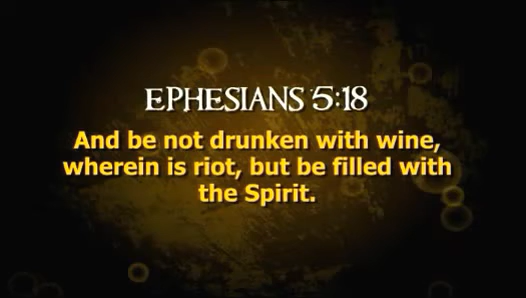 EPHESIANS 5:18
And be not drunken with wine,
wherein is riot, but be filled with
the Spirit.